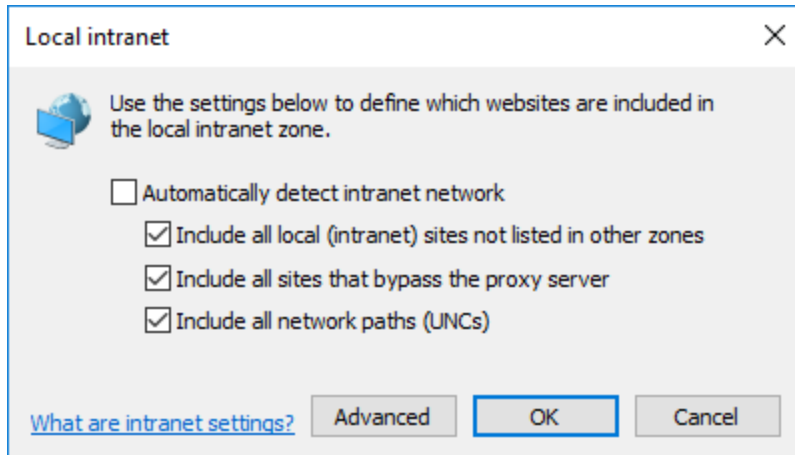 Local intranet
Use the settings below to define which websites are included in
the local intranet zone.
Automatically detect intranet network
Include all local (intranet) sites not listed in other zones
Include all sites that bypass the proxy server
Include all network paths (UNCs)
What are intranet settings? Advanced OK Cancel